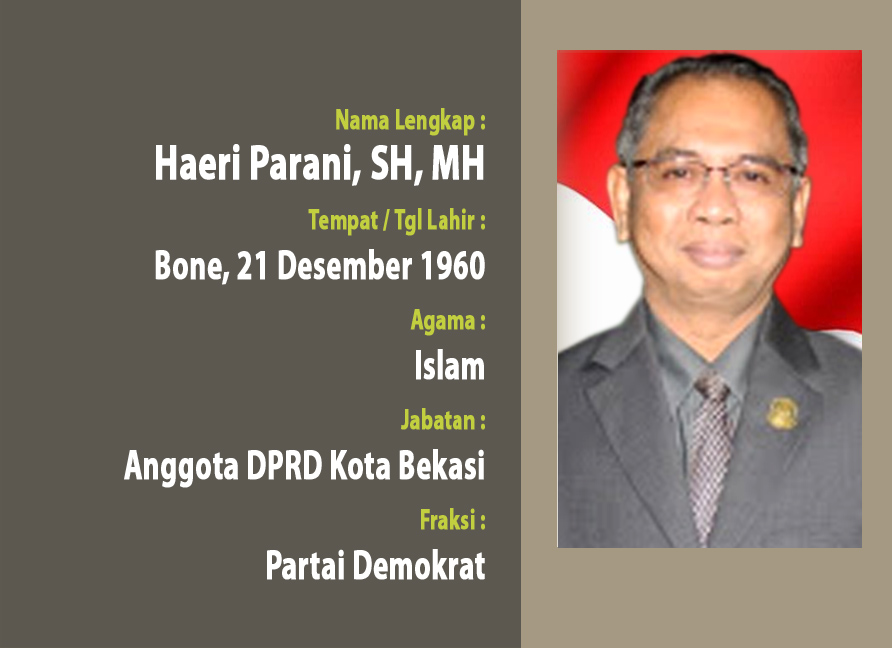 Nama Lengkap :
Haeri Parani, SH, MH
Tempat / Tgl Lahir :
Bone, 21 Desember 1960
Agama :
Islam
Jabatan :
Anggota DPRD Kota Bekasi
Fraksi :
Partai Demokrat